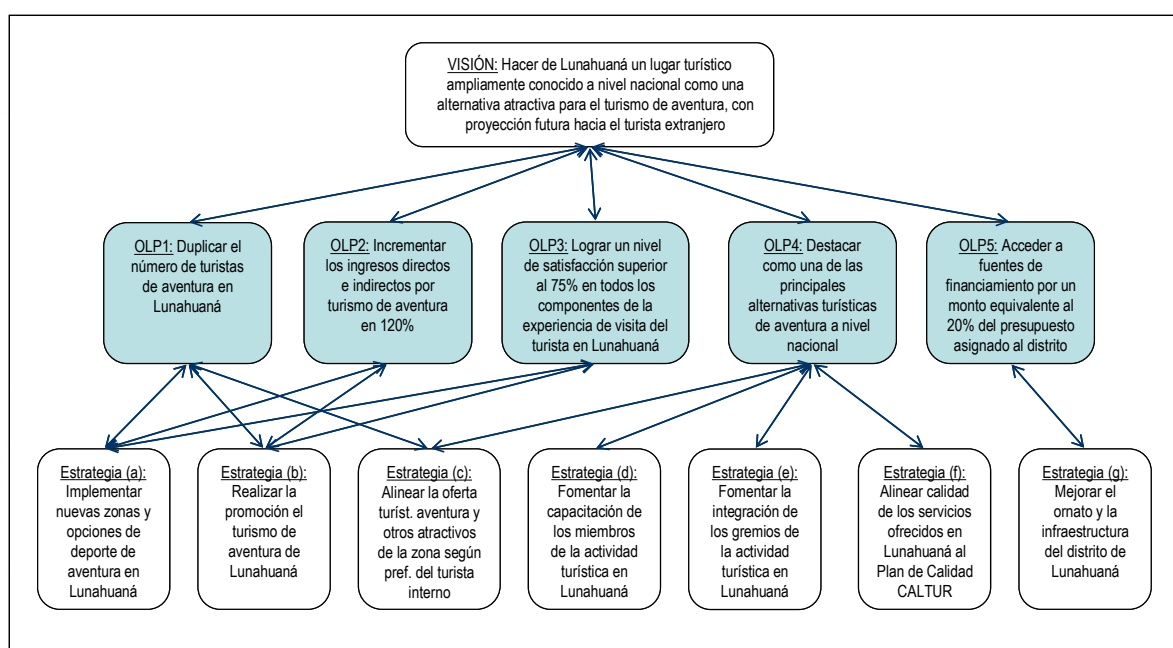 VISIÓN: Hacer de Lunahuaná un lugar turístico
ampliamente conocido a nivel nacional como una
alternativa atractiva para el turismo de aventura, con
proyección futura hacia el turista extranjero
OLP1: Duplicar el
número de turistas
de aventura en
Lunahuaná
OLP2: Incrementar
los ingresos directos
e indirectos por
turismo de aventura
en 120%
OLP3: Lograr un nivel
de satisfacción superior
al 75% en todos los
componentes de la
experiencia de visita del
turista en Lunahuaná
OLP4: Destacar
como una de las
principales
alternativas turísticas
de aventura a nivel
nacional
OLP5: Acceder a
fuentes de
financiamiento por un
monto equivalente al
20% del presupuesto
asignado al distrito
Estrategia (a):
Implementar
nuevas zonas y
opciones de
deporte de
aventura en
Lunahuaná
Estrategia (b):
Realizar la
promoción el
turismo de
aventura de
Lunahuaná
Estrategia (c):
Alinear la oferta
turíst. aventura y
otros atractivos
de la zona según
pref. del turista
interno
Estrategia (d):
Fomentar la
capacitación de
los miembros de
la actividad
turística en
Lunahuaná
Estrategia (e):
Fomentar la
integración de
los gremios de
la actividad
turística en
Lunahuaná
Estrategia (f):
Alinear calidad
de los servicios
ofrecidos en
Lunahuaná al
Plan de Calidad
CALTUR
Estrategia (g):
Mejorar el
ornato y la
infraestructura
del distrito de
Lunahuaná